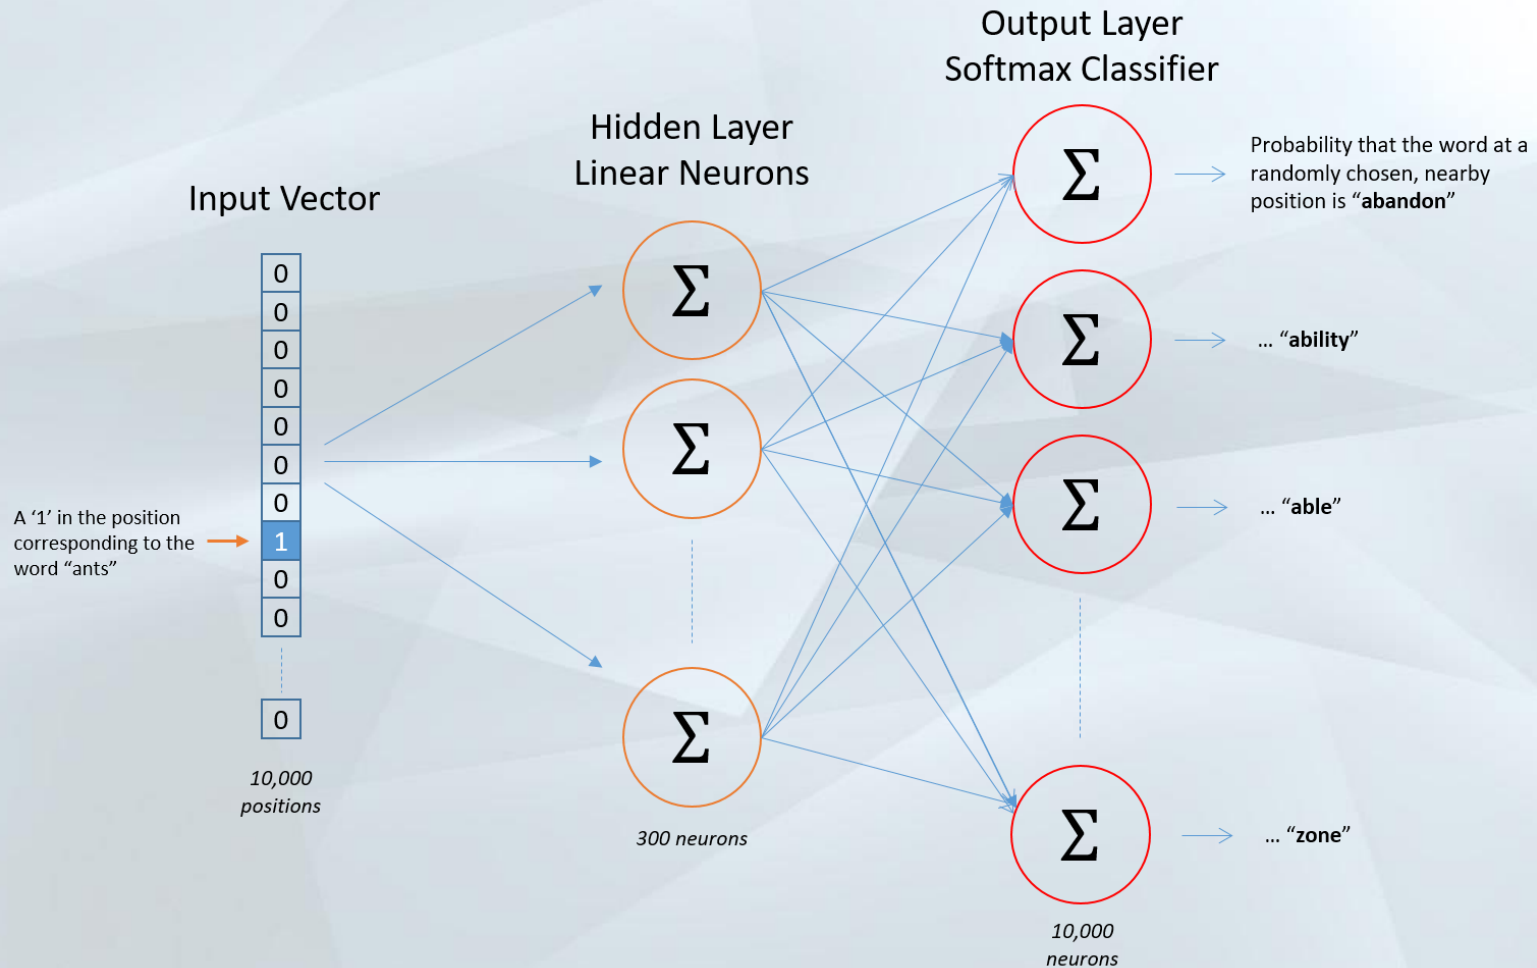 Output Layer
Softmax Classifier
Hidden Layer
Linear Neurons
Input Vector
0
0
0
0
0
0
0
1
0
0
0
A ‘1’ in the position
corresponding to the
word “ants”
10,000
positions
Σ
Σ
Σ
300 neurons
Σ
Σ
Σ
Σ
10,000
neurons
Probability that the word at a
randomly chosen, nearby
position is “abandon”
... “ability”
... “able”
... “zone”